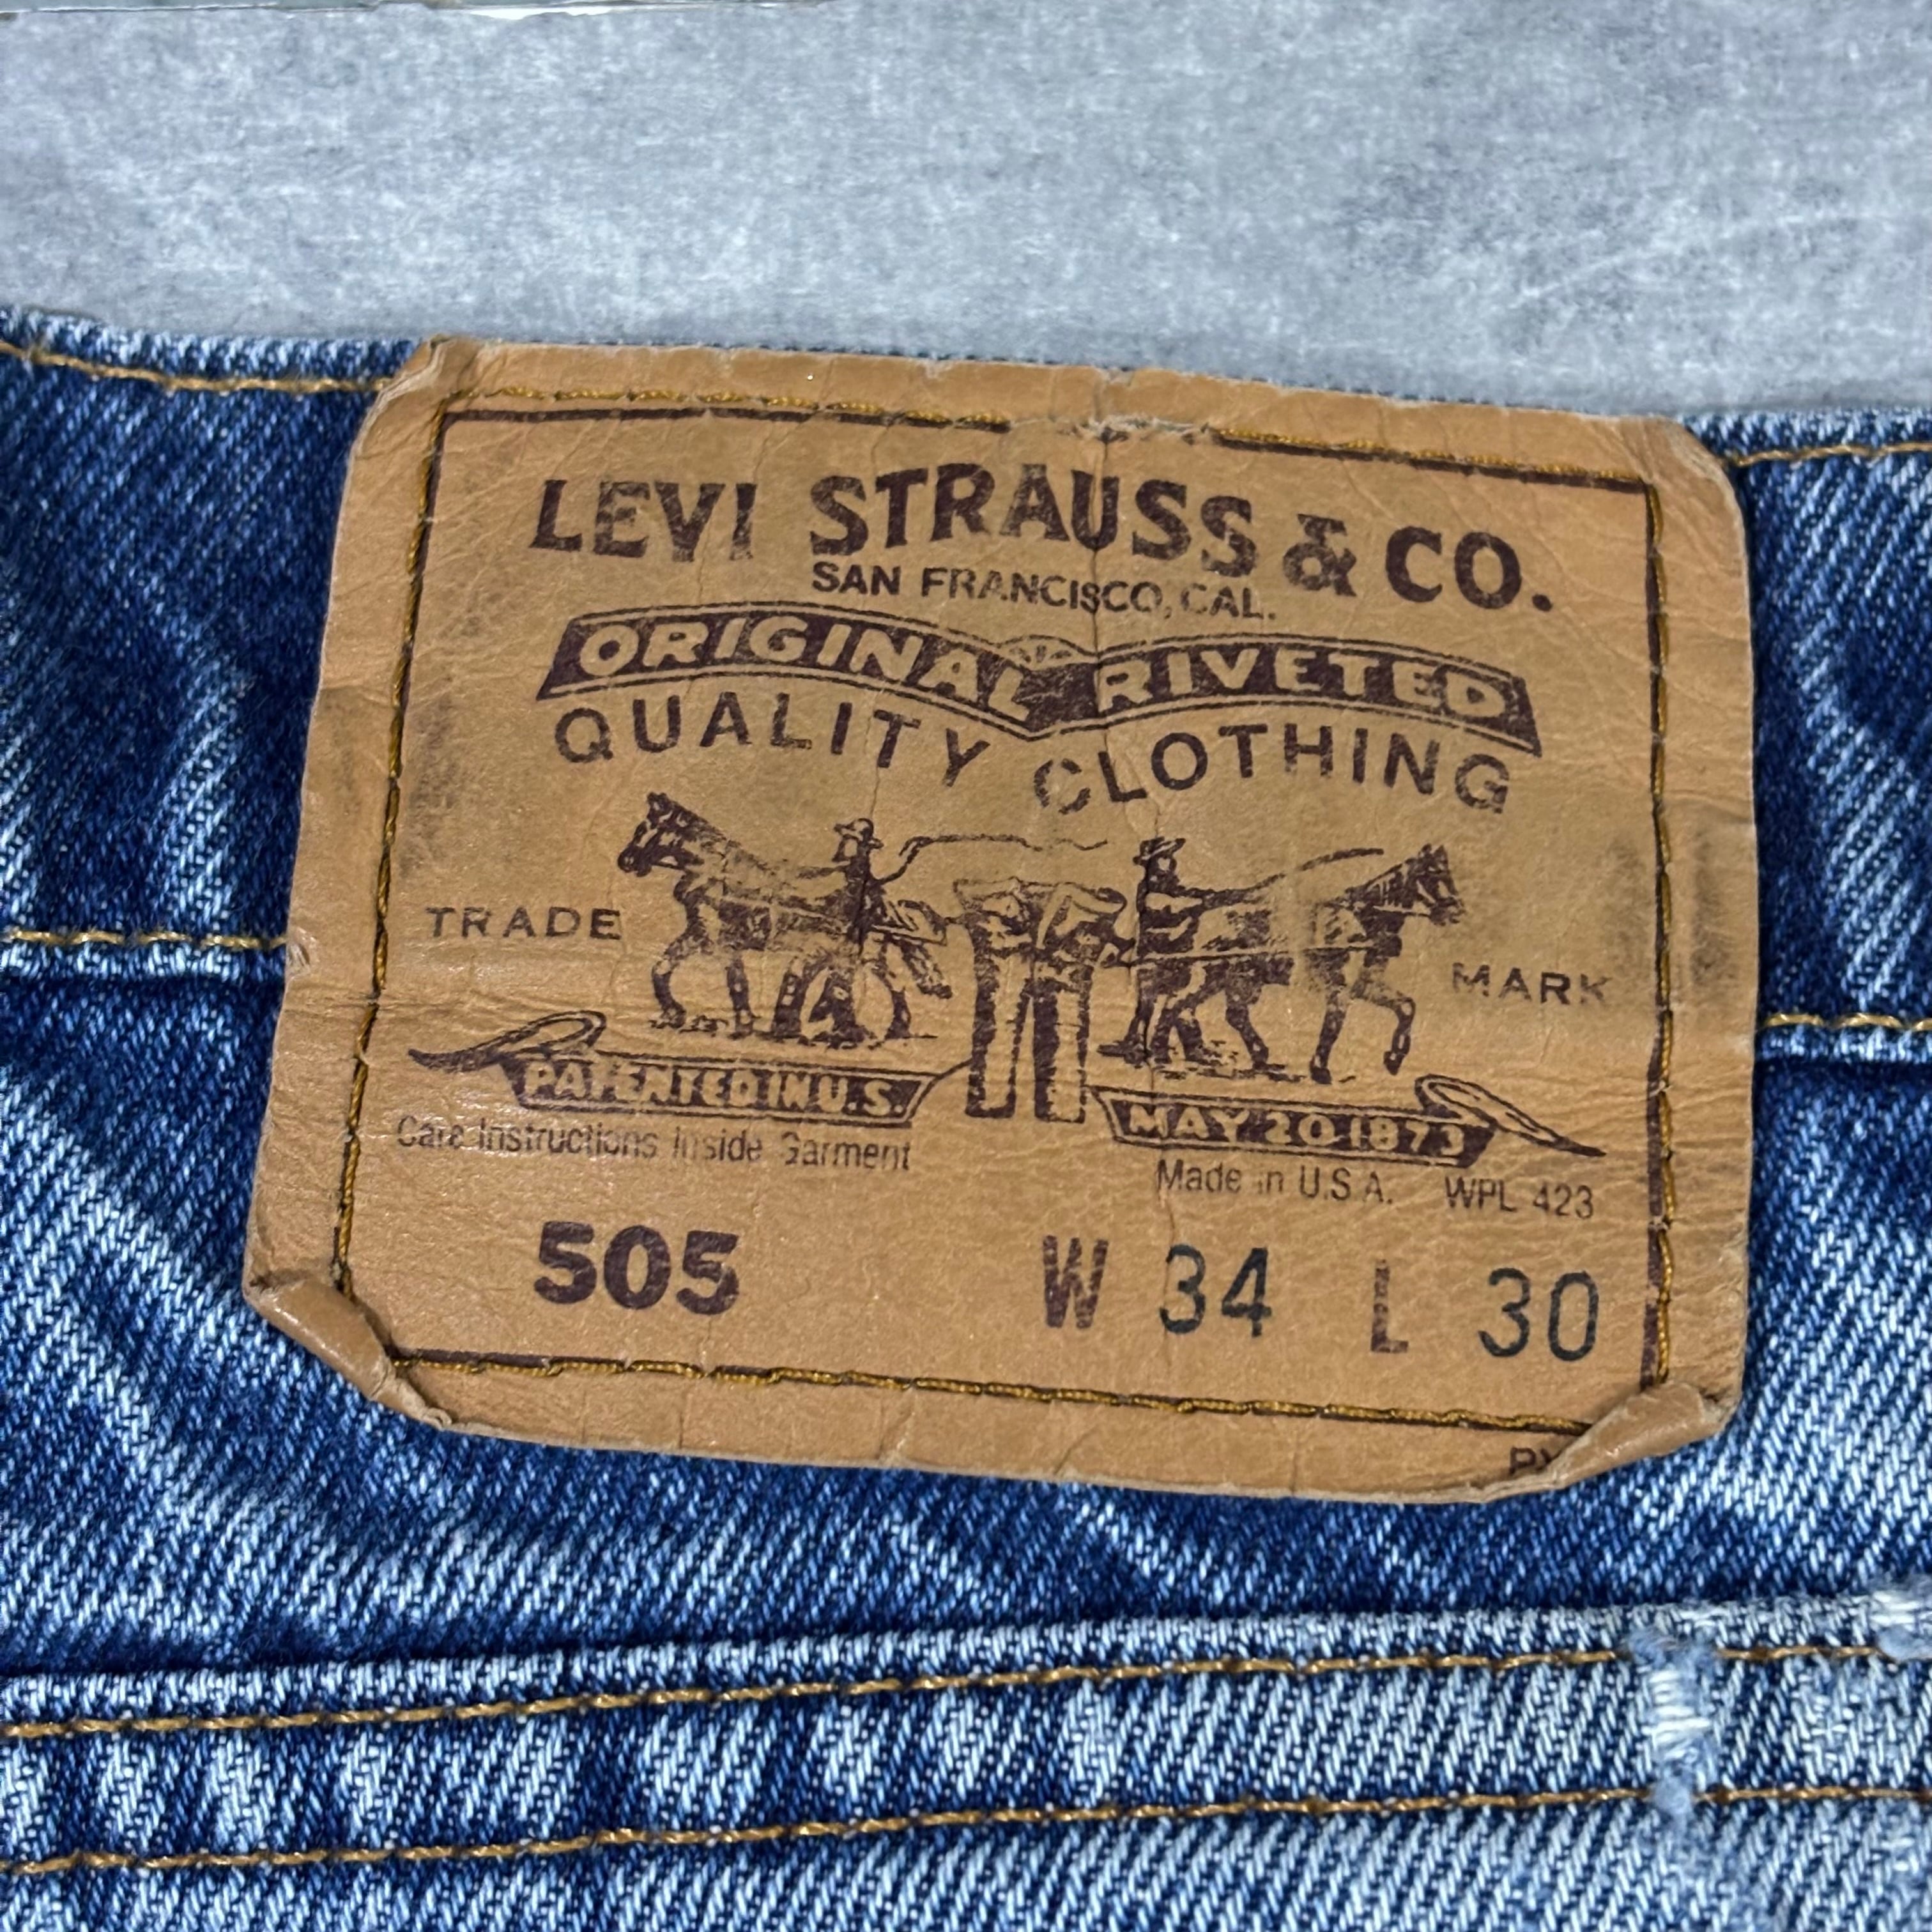 LEVI STRAUSS & CO.
SAN FRANCISCO, CAL.
ORIGINAL RIVETED
QUALITY CLOTHING
TRADE MARK
PATENTED IN U.S. MAY 20 1873
Care Instructions Inside Garment
Made in U.S.A. WPL 423
505 W 34 L 30